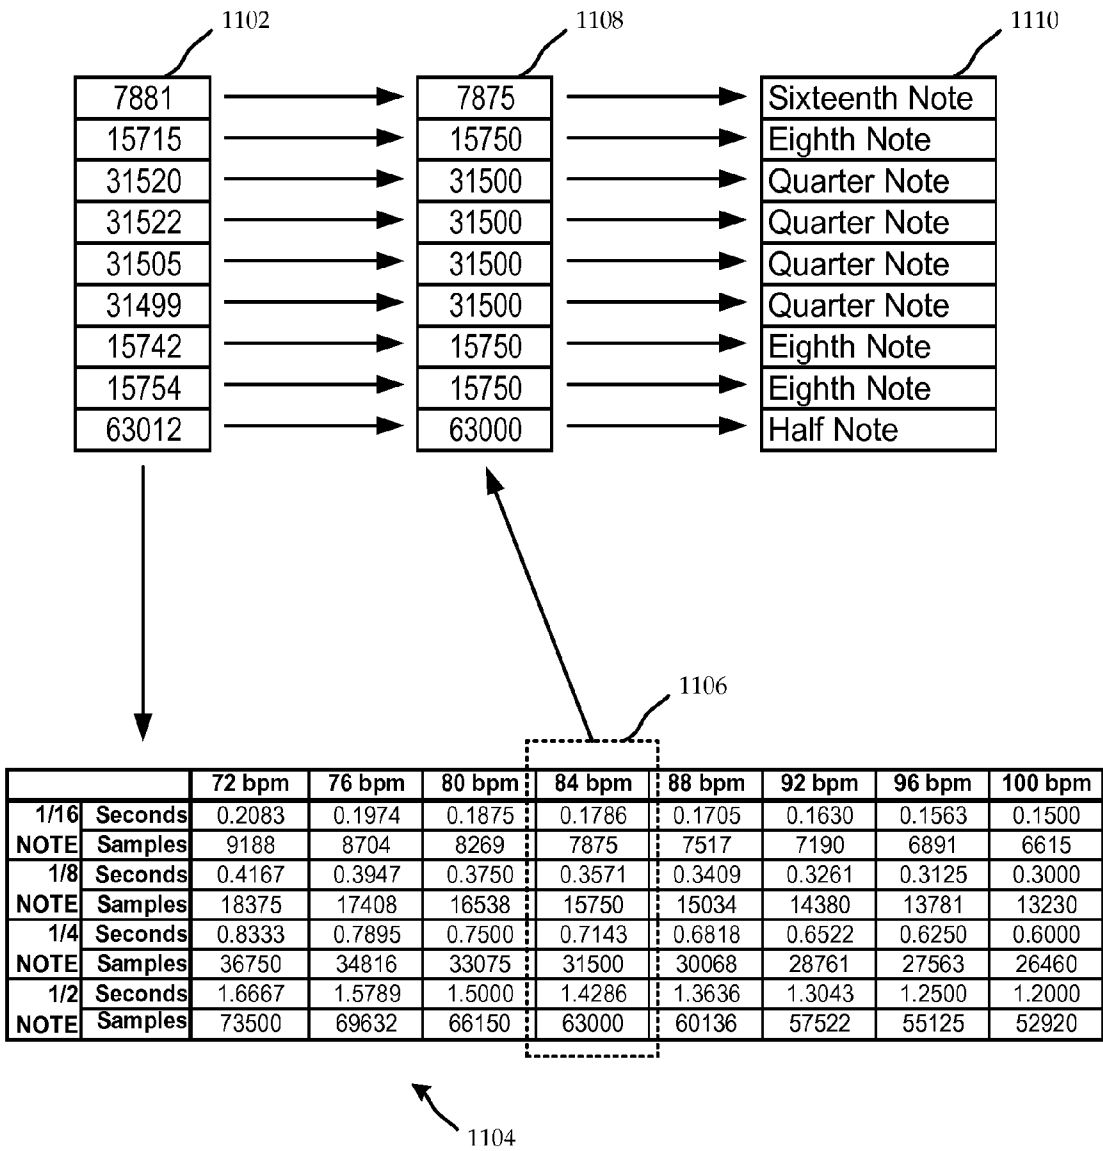 1102 1108 1110
7881 7875 Sixteenth Note
15715 15750 Eighth Note
31520 31500 Quarter Note
31522 31500 Quarter Note
31505 31500 Quarter Note
31499 31500 Quarter Note
15742 15750 Eighth Note
15754 15750 Eighth Note
63012 63000 Half Note
1106
72 bpm 76 bpm 80 bpm 84 bpm 88 bpm 92 bpm 96 bpm 100 bpm
1/16 Seconds 0.2083 0.1974 0.1875 0.1786 0.1705 0.1630 0.1563 0.1500
NOTE Samples 9188 8704 8269 7875 7517 7190 6891 6615
1/8 Seconds 0.4167 0.3947 0.3750 0.3571 0.3409 0.3261 0.3125 0.3000
NOTE Samples 18375 17408 16538 15750 15034 14380 13781 13230
1/4 Seconds 0.8333 0.7895 0.7500 0.7143 0.6818 0.6522 0.6250 0.6000
NOTE Samples 36750 34816 33075 31500 30068 28761 27563 26460
1/2 Seconds 1.6667 1.5789 1.5000 1.4286 1.3636 1.3043 1.2500 1.2000
NOTE Samples 73500 69632 66150 63000 60136 57522 55125 52920
1104